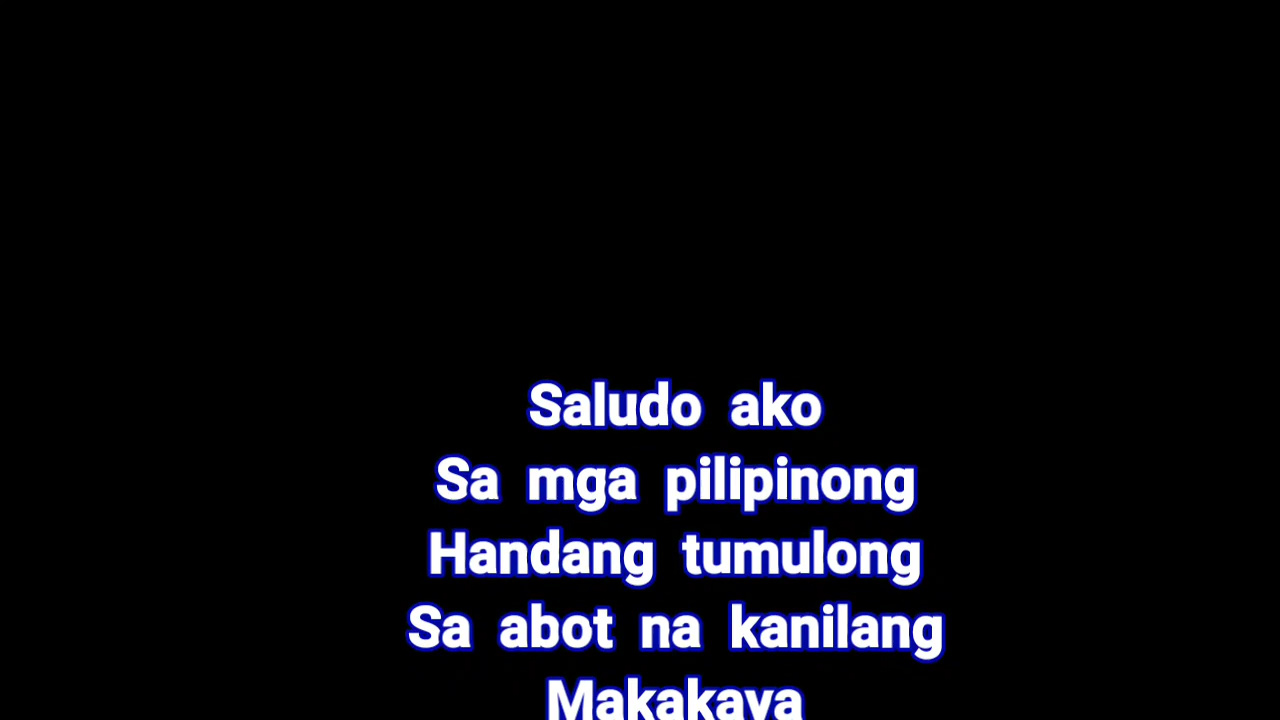 Saludo ako
Sa mga pilipinong
Handang tumulong
Sa abot na kanilang
Makakaya